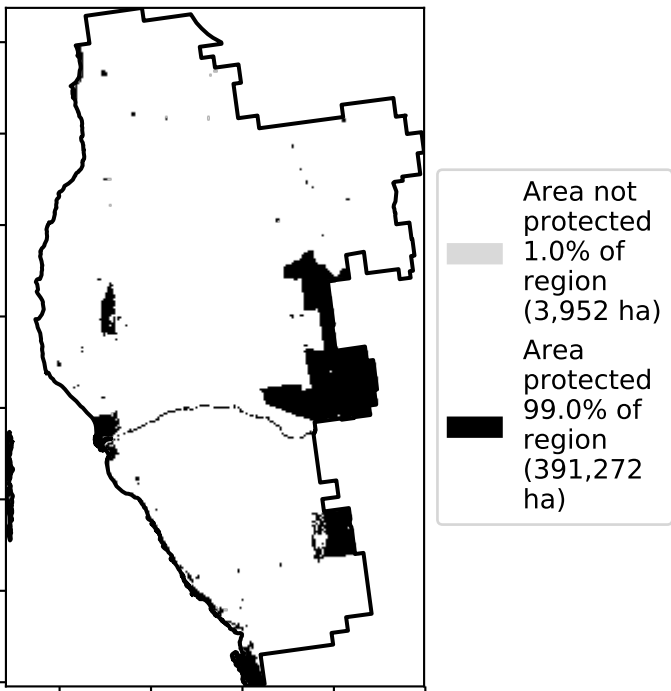 Area not
protected
1.0% of
region
(3,952 ha)
Area
protected
99.0% of
region
(391,272
ha)